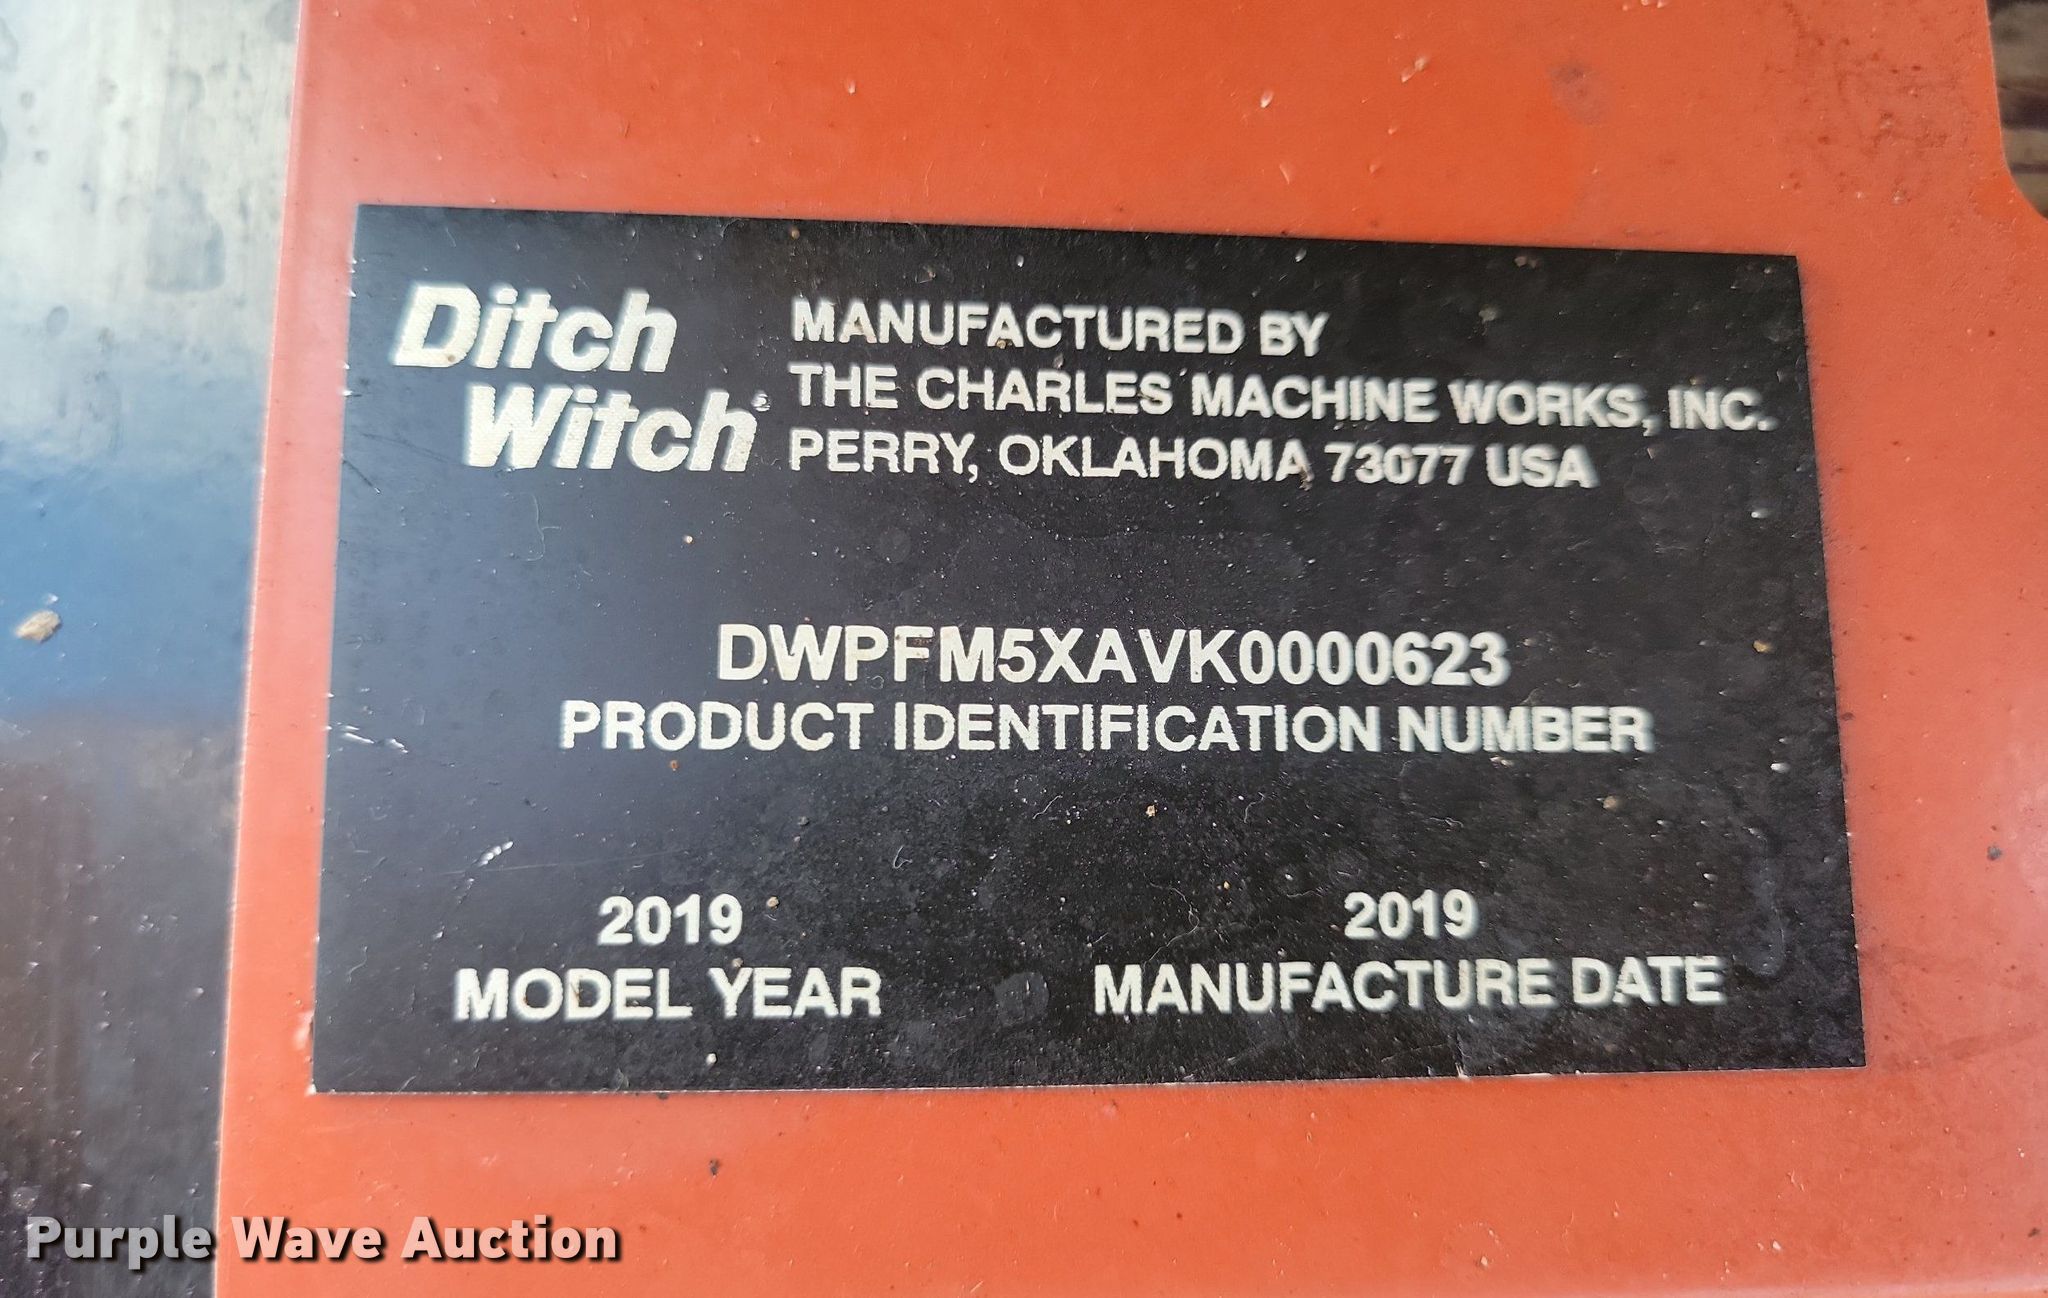 Ditch
Witch®
MANUFACTURED BY
THE CHARLES MACHINE WORKS, INC.
PERRY, OKLAHOMA 73077 USA
DWPFM5XAVK0000623
PRODUCT IDENTIFICATION NUMBER
2019
MODEL YEAR
2019
MANUFACTURE DATE
Purple Wave Auction